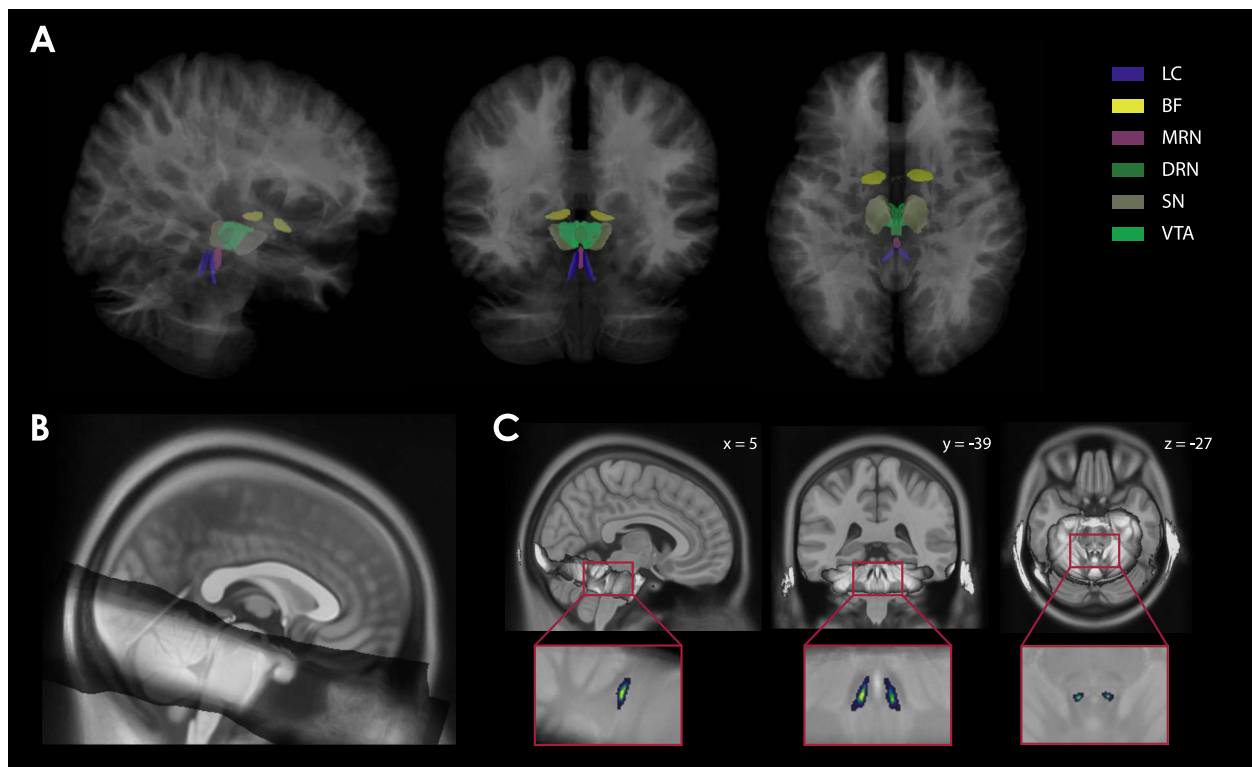 A
LC
BF
MRN
DRN
SN
VTA
B
C
x = 5
y = -39
z = -27